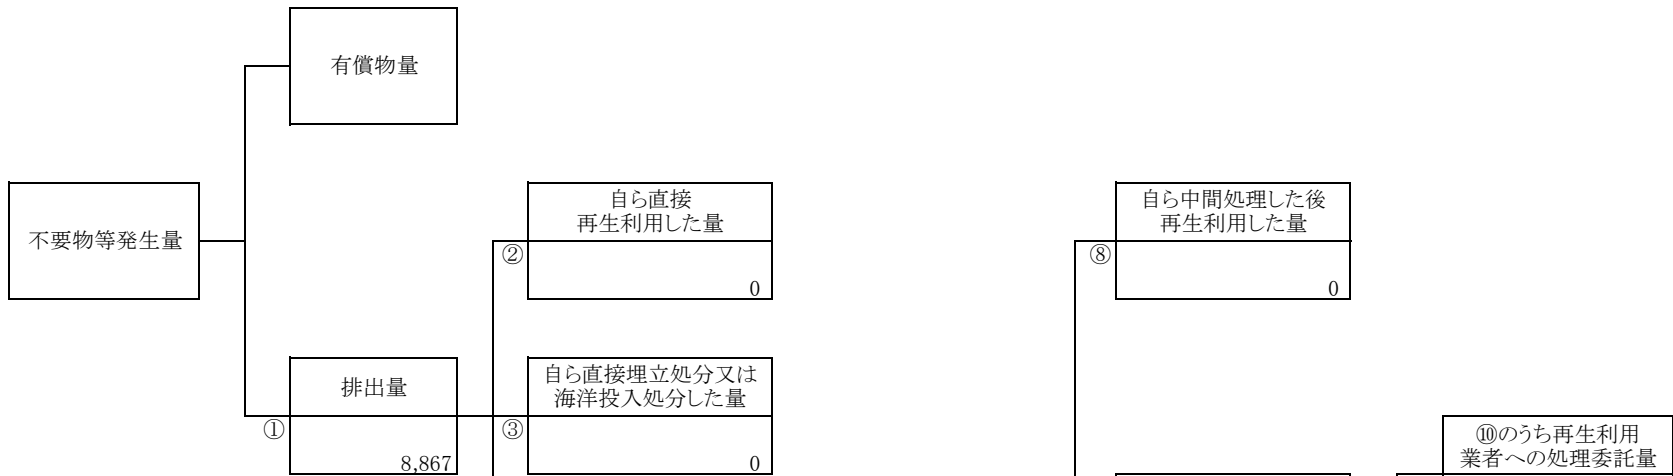 有償物量
不要物等発生量
自ら直接
再生利用した量
②
0
自ら中間処理した後
再生利用した量
⑧
0
排出量
①
8,867
自ら直接埋立処分又は
海洋投入処分した量
③
0
⑩のうち再生利用
業者への処理委託量